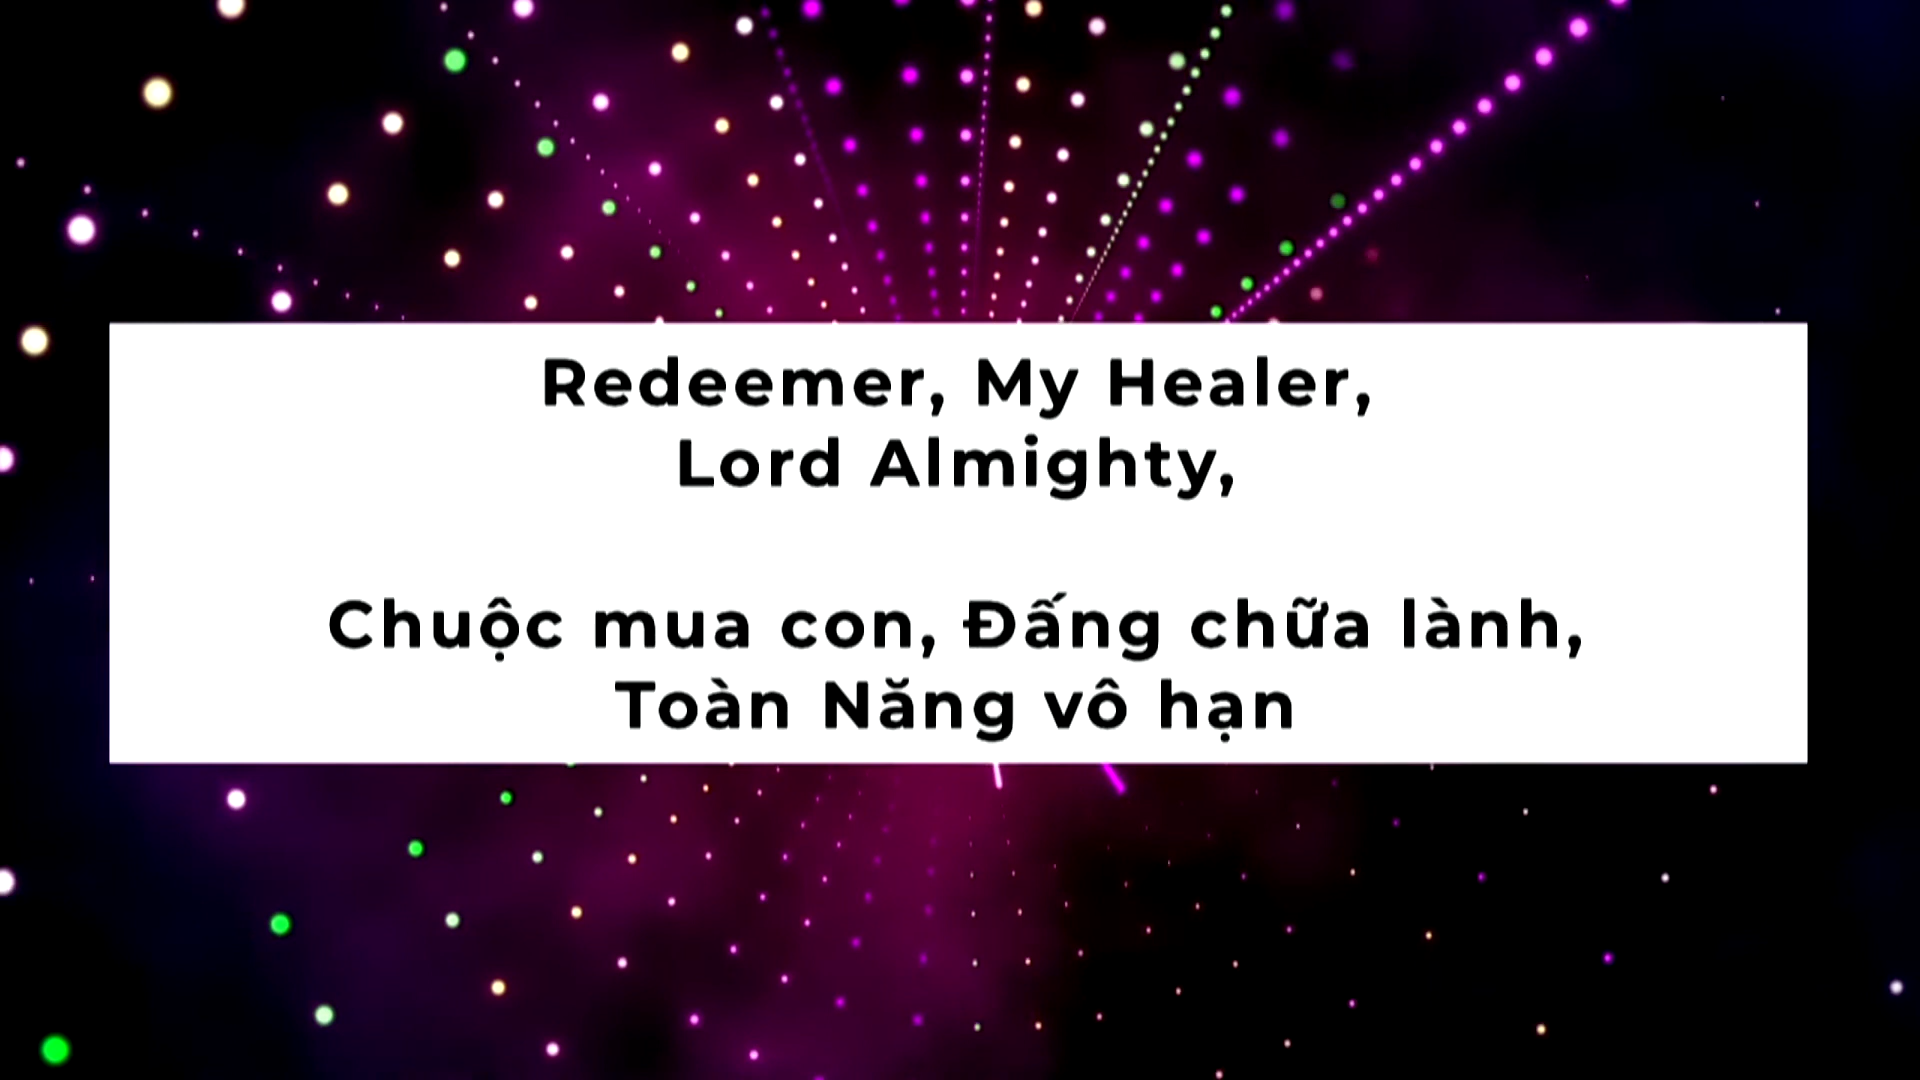 Redeemer, My Healer,
Lord Almighty,
Chuộc mua con, Đấng chữa lành,
Toàn Năng vô hạn